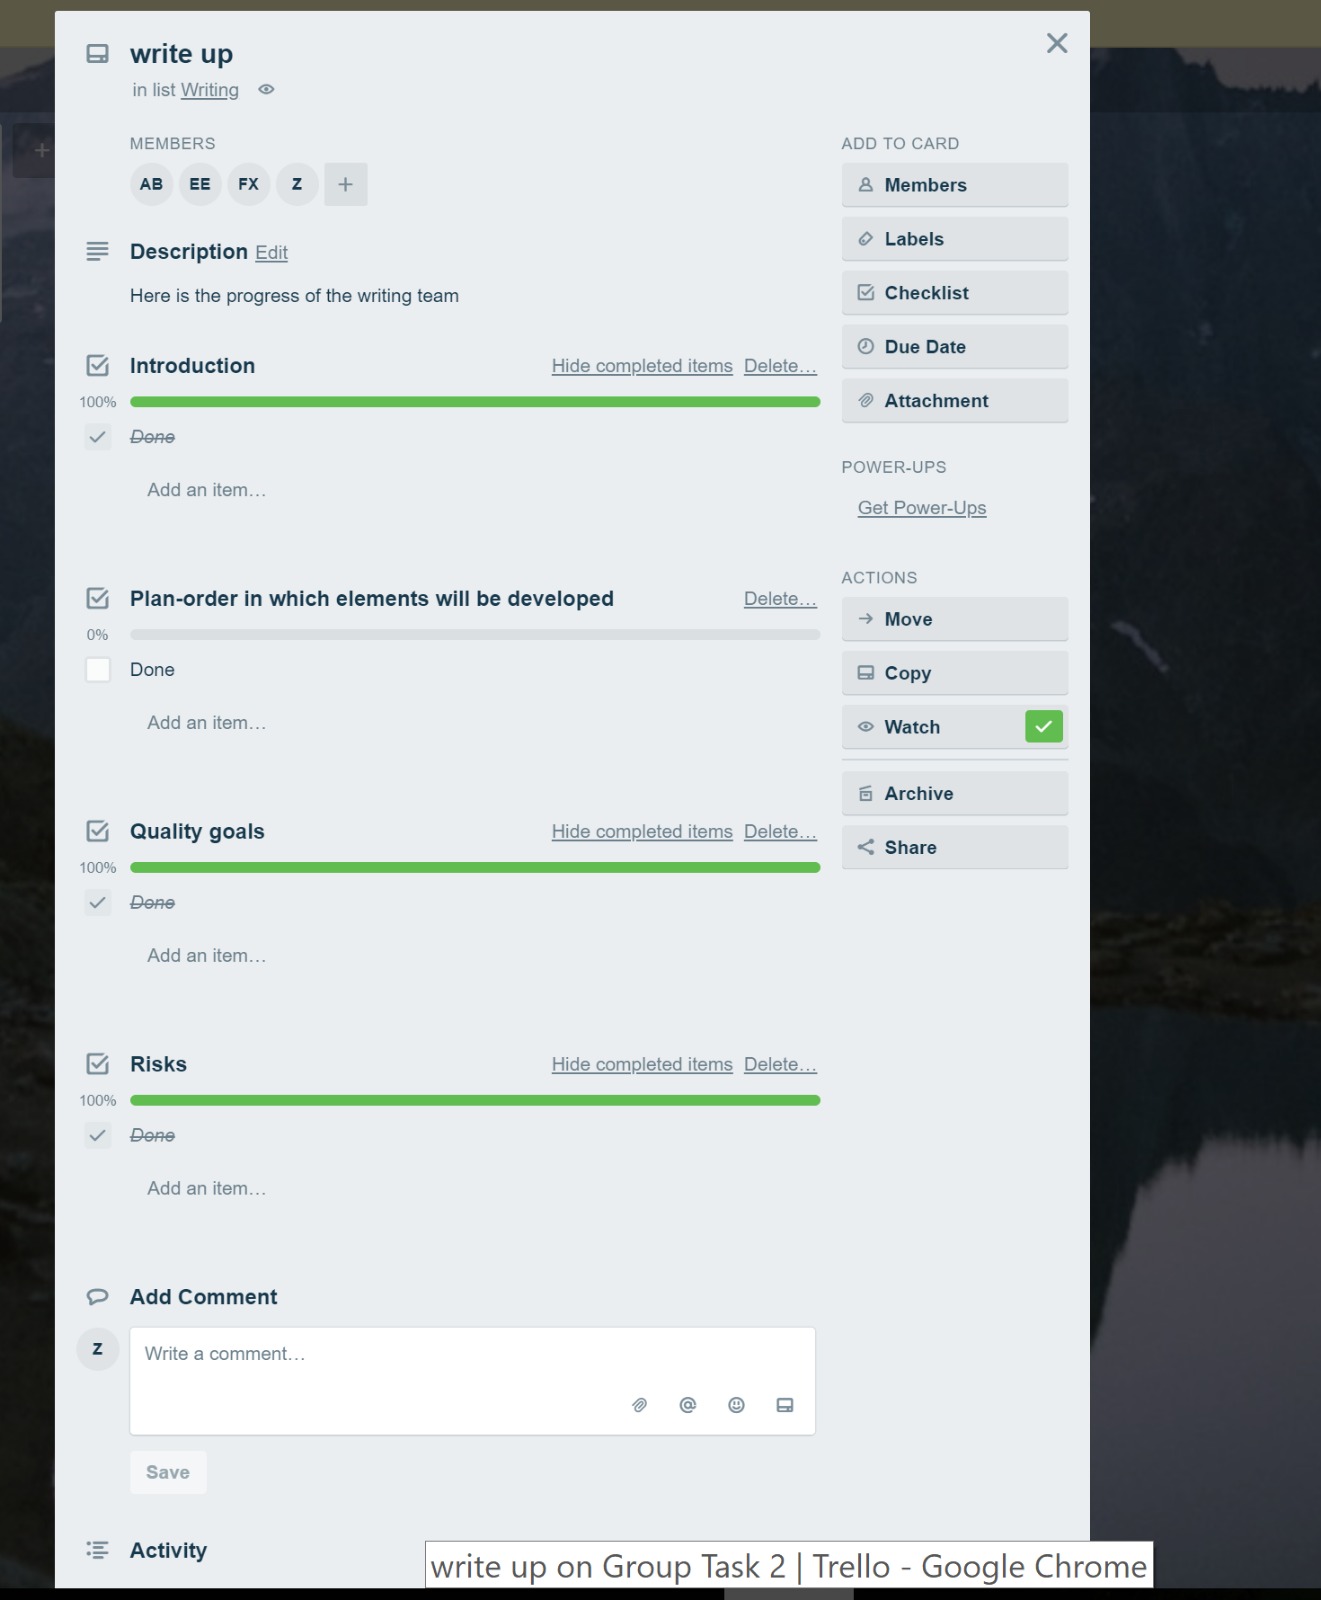 write up
in list Writing
MEMBERS
AB EE FX Z +
Description Edit
Here is the progress of the writing team
Introduction Hide completed items Delete…
100%
Done
Add an item…
Plan-order in which elements will be developed Delete…
0%
Done
Add an item…
Quality goals Hide completed items Delete…
100%
Done
Add an item…
Risks Hide completed items Delete…
100%
Done
Add an item…
Add Comment
Z
Write a comment…
Save
Activity
ADD TO CARD
Members
Labels
Checklist
Due Date
Attachment
POWER-UPS
Get Power-Ups
ACTIONS
Move
Copy
Watch
Archive
Share
write up on Group Task 2 | Trello - Google Chrome